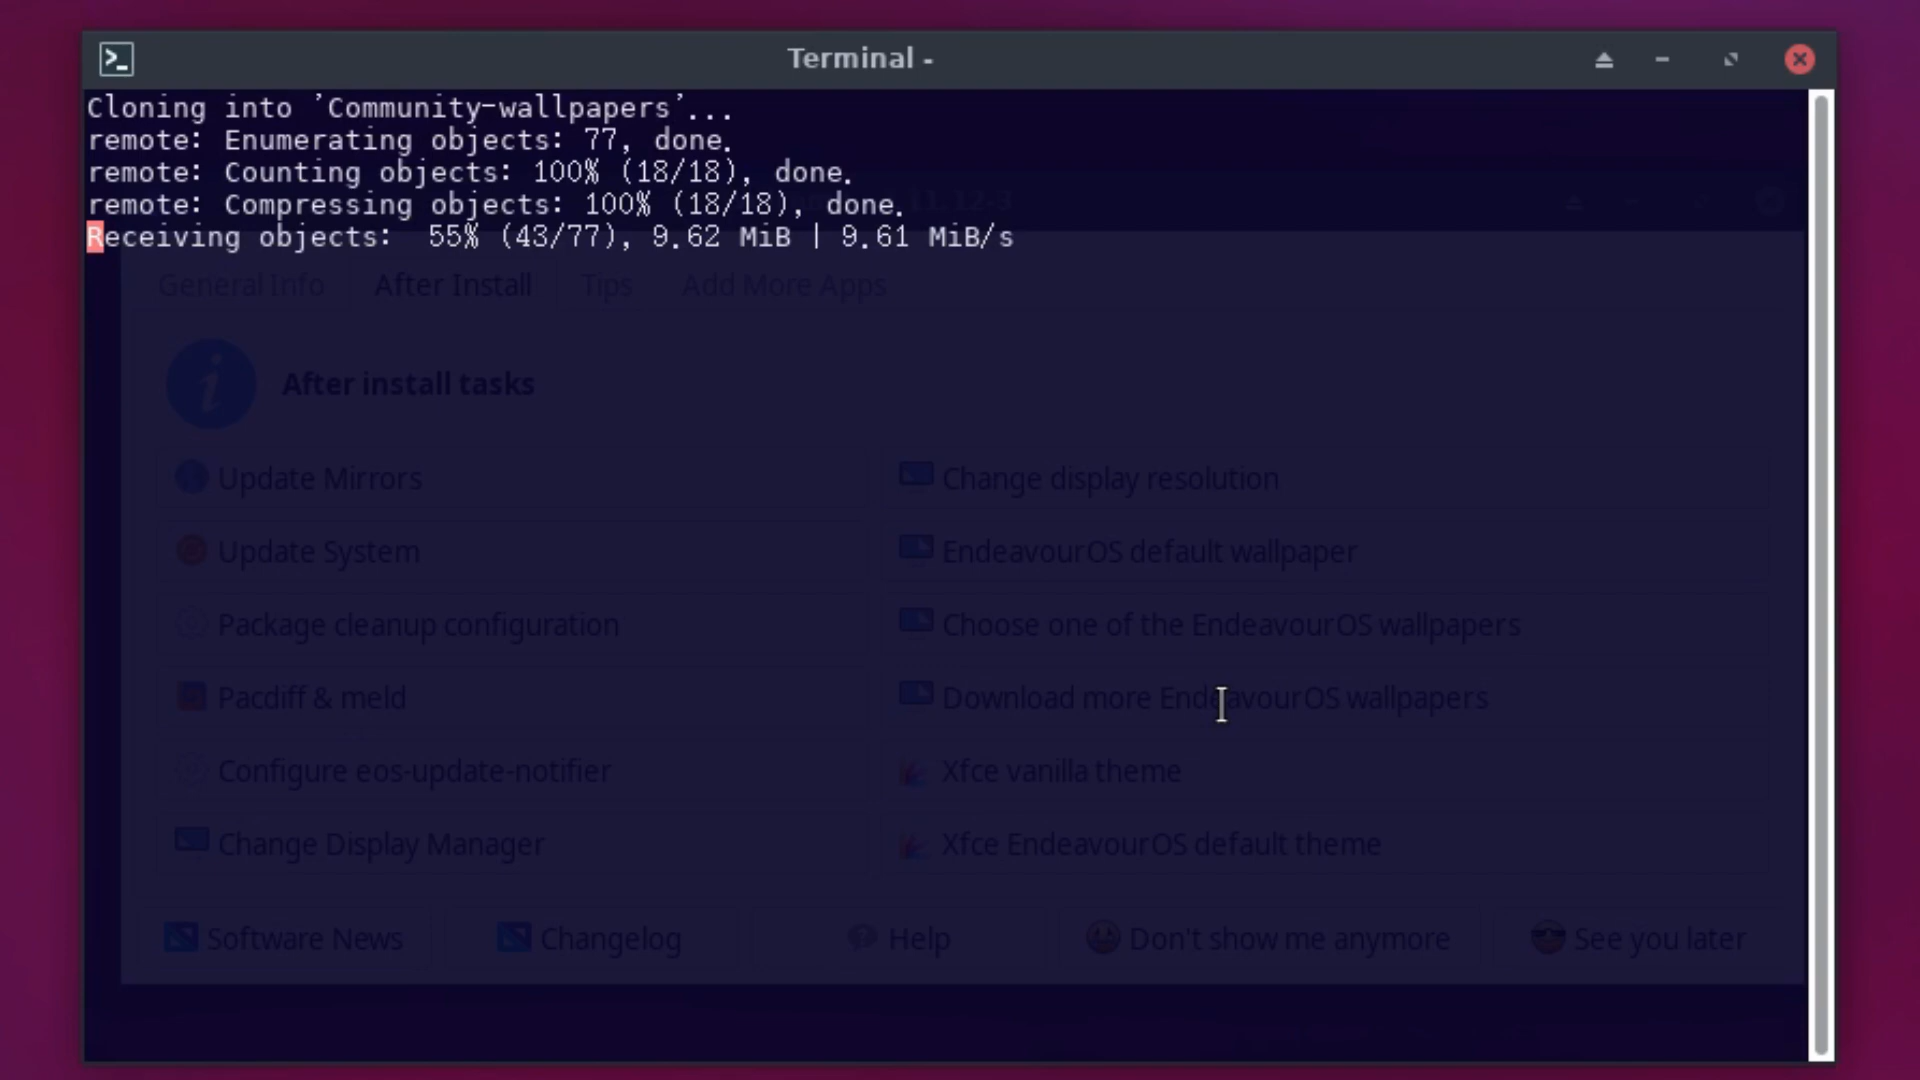 Terminal -
Cloning into 'Community-wallpapers'...
remote: Enumerating objects: 77, done.
remote: Counting objects: 100% (18/18), done.
remote: Compressing objects: 100% (18/18), done.
Receiving objects:  55% (43/77), 9.62 MiB | 9.61 MiB/s
General Info After Install Tips Add More Apps
After install tasks
Update Mirrors Change display resolution
Update System EndeavourOS default wallpaper
Package cleanup configuration Choose one of the EndeavourOS wallpapers
Pacdiff & meld Download more EndeavourOS wallpapers
Configure eos-update-notifier Xfce vanilla theme
Change Display Manager Xfce EndeavourOS default theme
Software News Changelog Help Don't show me anymore See you later